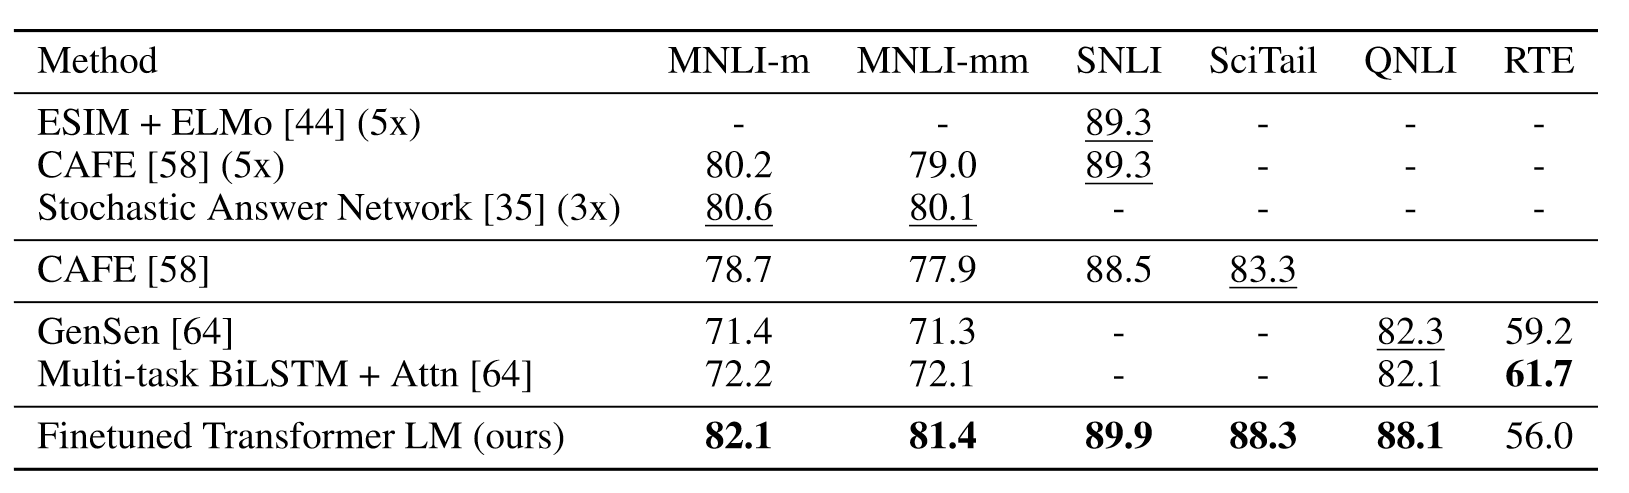 Method MNLI-m MNLI-mm SNLI SciTail QNLI RTE
ESIM + ELMo [44] (5x) - - 89.3 - - -
CAFE [58] (5x) 80.2 79.0 89.3 - - -
Stochastic Answer Network [35] (3x) 80.6 80.1 - - - -
CAFE [58] 78.7 77.9 88.5 83.3
GenSen [64] 71.4 71.3 - - 82.3 59.2
Multi-task BiLSTM + Attn [64] 72.2 72.1 - - 82.1 61.7
Finetuned Transformer LM (ours) 82.1 81.4 89.9 88.3 88.1 56.0